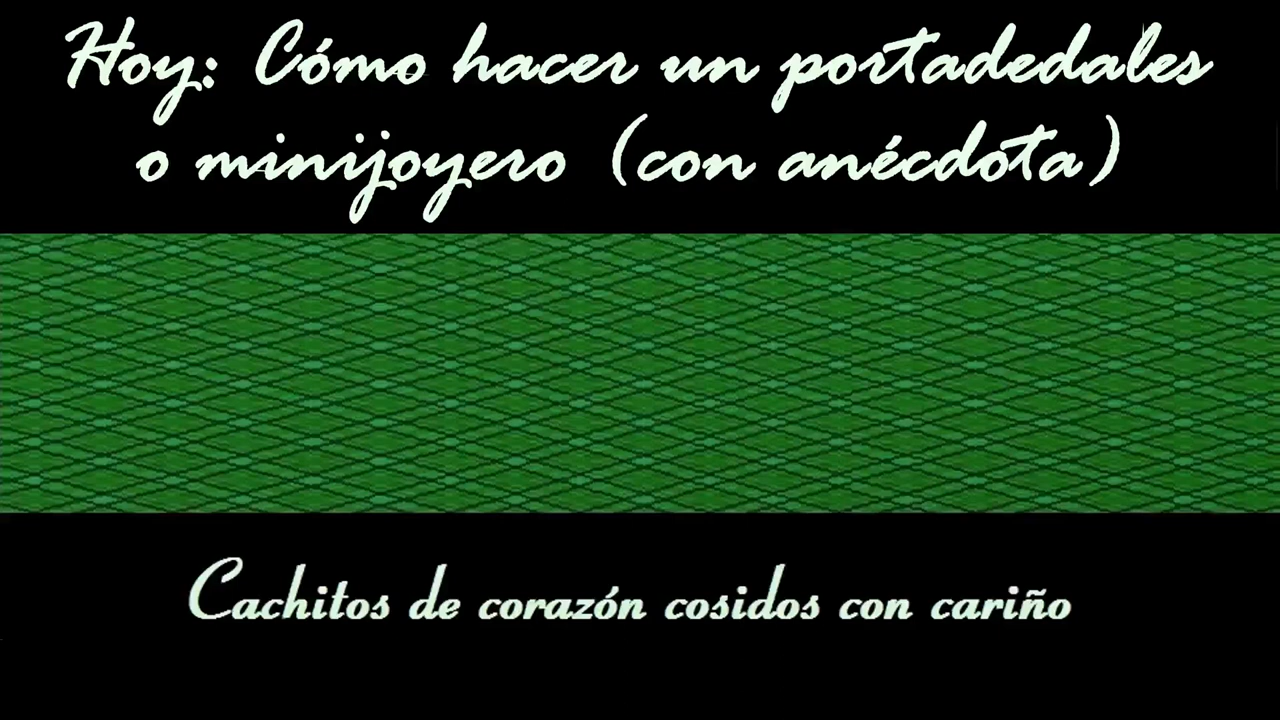 Hoy: Cómo hacer un portadedales
o minijoyero (con anécdota)
Cachitos de corazón cosidos con cariño